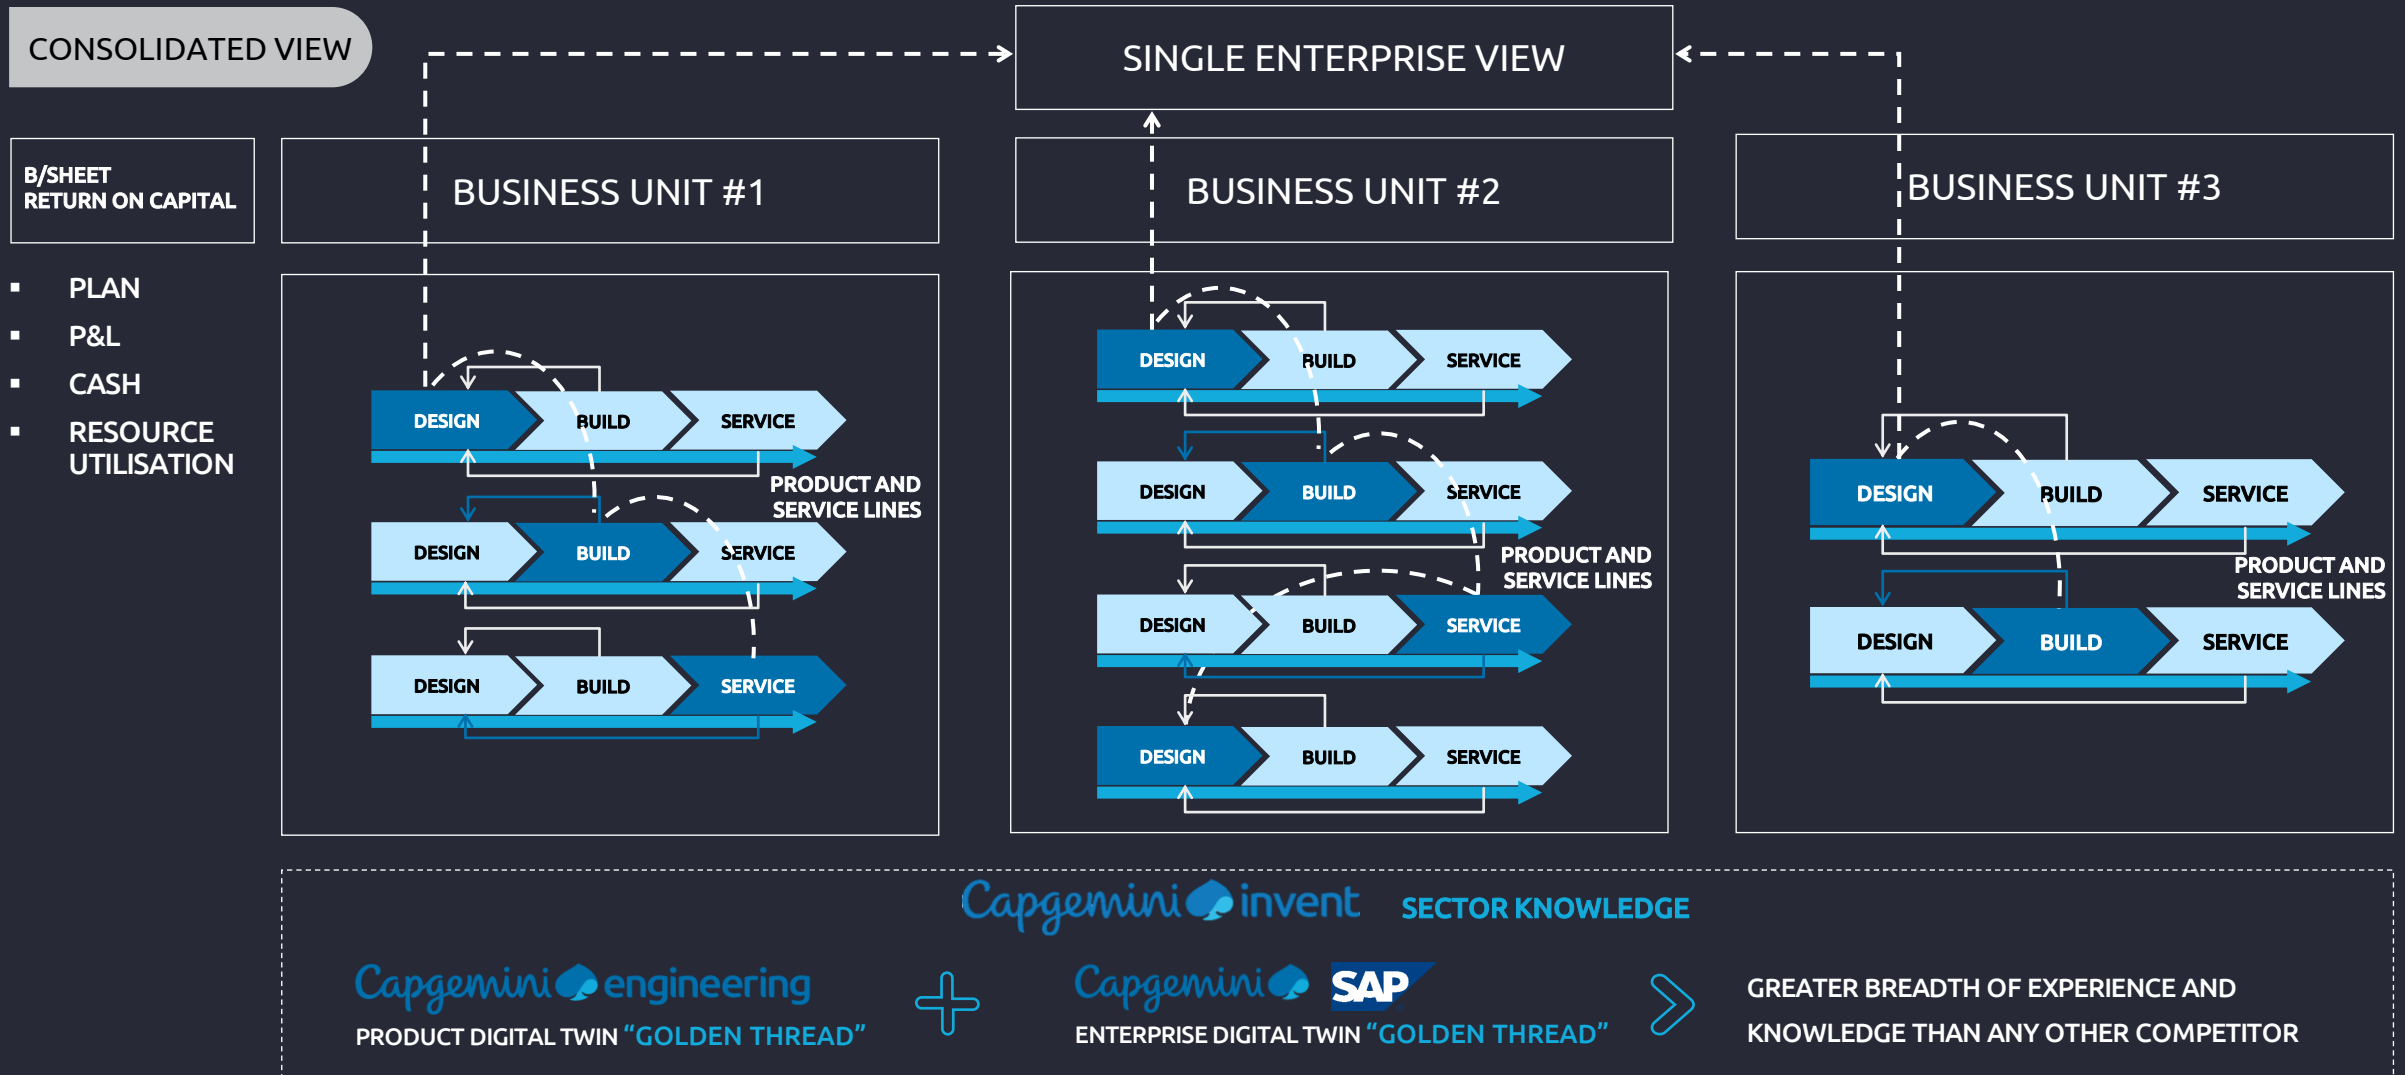 CONSOLIDATED VIEW
SINGLE ENTERPRISE VIEW
B/SHEET
RETURN ON CAPITAL
BUSINESS UNIT #1
BUSINESS UNIT #2
BUSINESS UNIT #3
PLAN
P&L
CASH
RESOURCE
UTILISATION
DESIGN
BUILD
SERVICE
PRODUCT AND
SERVICE LINES
DESIGN
BUILD
SERVICE
DESIGN
BUILD
SERVICE
DESIGN
BUILD
SERVICE
DESIGN
BUILD
SERVICE
PRODUCT AND
SERVICE LINES
DESIGN
BUILD
SERVICE
DESIGN
BUILD
SERVICE
DESIGN
BUILD
SERVICE
PRODUCT AND
SERVICE LINES
DESIGN
BUILD
SERVICE
Capgemini invent
SECTOR KNOWLEDGE
Capgemini engineering
PRODUCT DIGITAL TWIN “GOLDEN THREAD”
Capgemini SAP
ENTERPRISE DIGITAL TWIN “GOLDEN THREAD”
GREATER BREADTH OF EXPERIENCE AND
KNOWLEDGE THAN ANY OTHER COMPETITOR